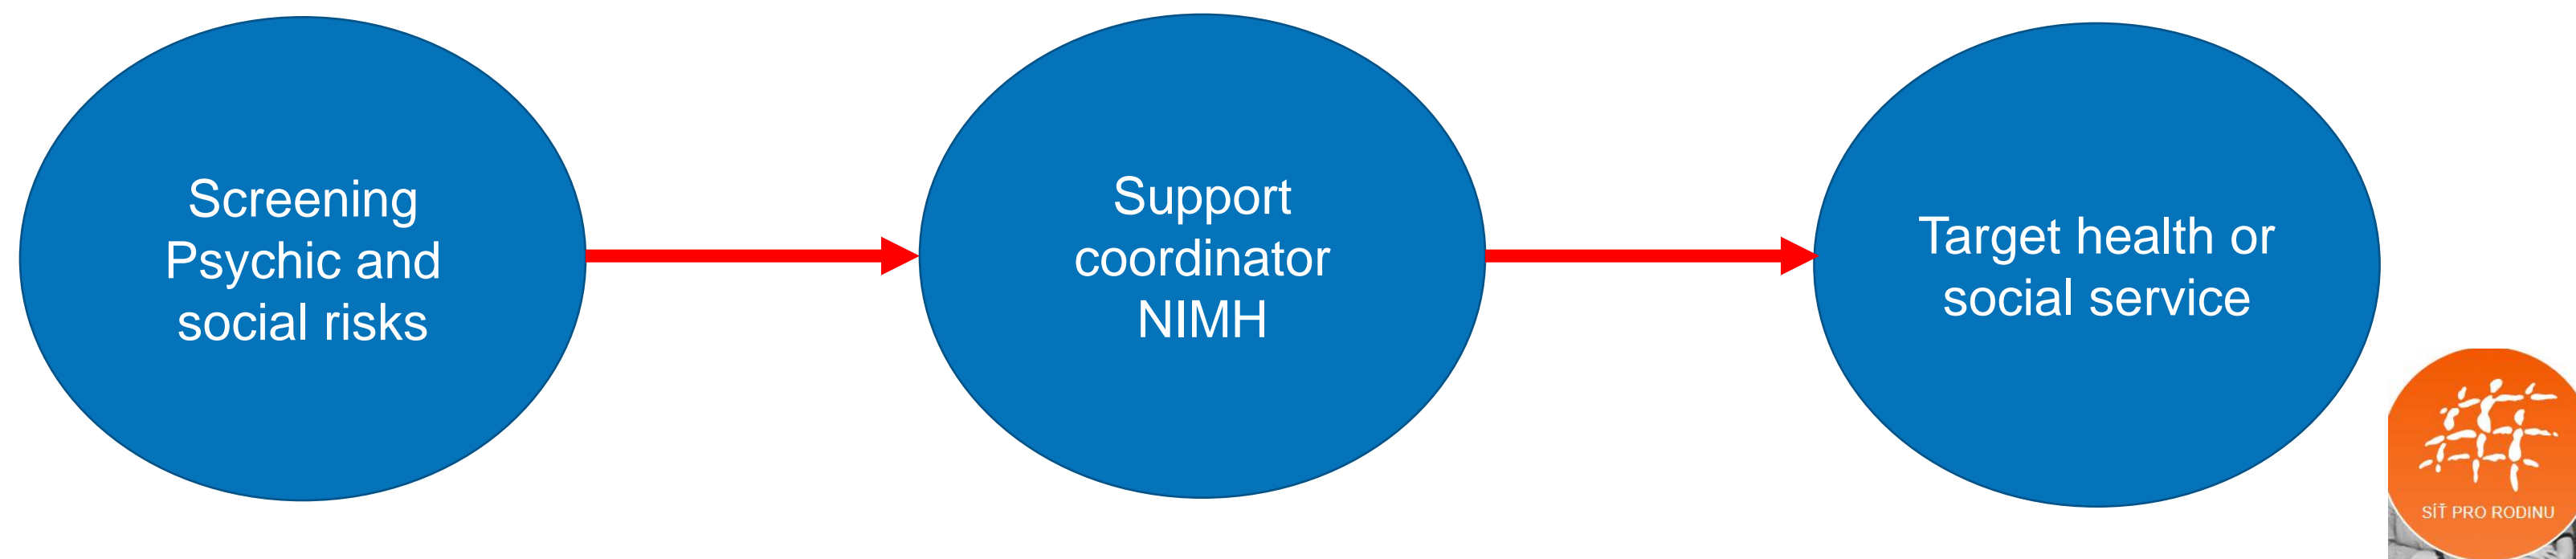 Screening
Psychic and
social risks
Support
coordinator
NIMH
Target health or
social service
SÍŤ PRO RODINU